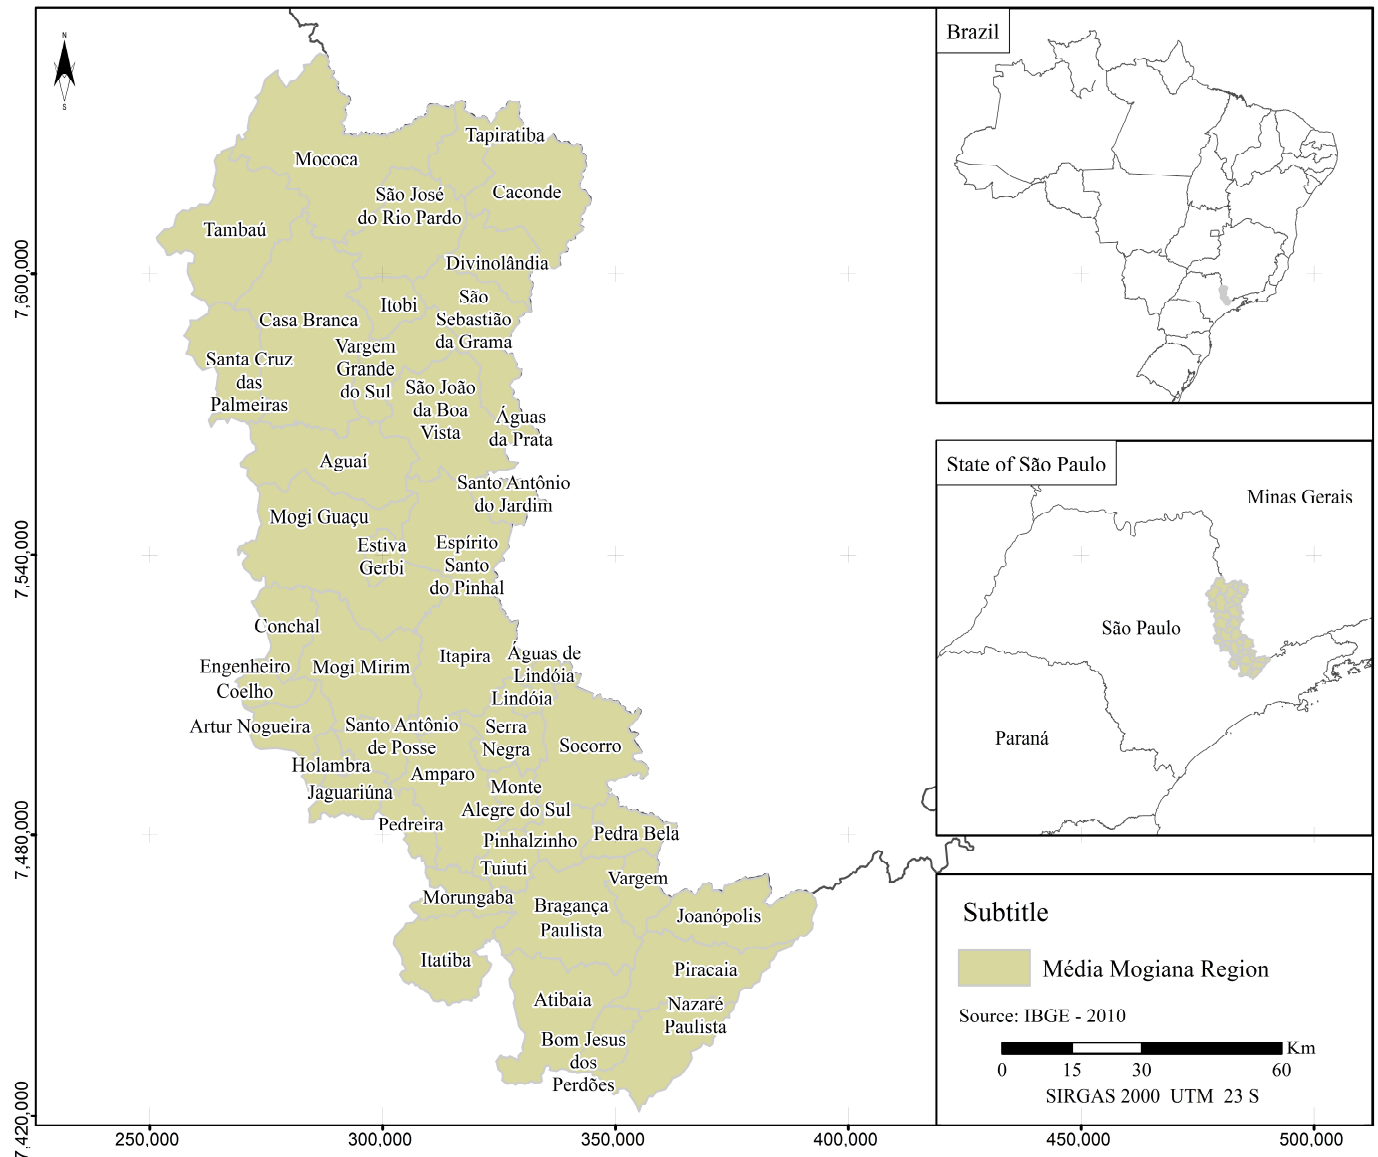 N
S
Tapiratiba
Mococa
São José
do Rio Pardo
Caconde
Tambaú
Divinolândia
Itobi
São
Sebastião
da Grama
Casa Branca
Vargem
Grande
do Sul
Santa Cruz
das
Palmeiras
São João
da Boa
Vista
Águas
da Prata
Aguaí
Santo Antônio
do Jardim
Mogi Guaçu
Estiva
Gerbi
Espírito
Santo
do Pinhal
Conchal
Engenheiro
Coelho
Mogi Mirim
Itapira
Águas de
Lindóia
Lindóia
Artur Nogueira
Santo Antônio
de Posse
Serra
Negra
Socorro
Holambra
Amparo
Jaguariúna
Monte
Alegre do Sul
Pedreira
Pinhalzinho
Pedra Bela
Tuiuti
Vargem
Morungaba
Bragança
Paulista
Joanópolis
Itatiba
Piracaia
Atibaia
Nazaré
Paulista
Bom Jesus
dos
Perdões
7,600,000
7,540,000
7,480,000
7,420,000
250,000
300,000
350,000
400,000
450,000
500,000
Brazil
State of São Paulo
Minas Gerais
São Paulo
Paraná
Subtitle
Média Mogiana Region
Source: IBGE - 2010
Km
0 15 30 60
SIRGAS 2000 UTM 23 S